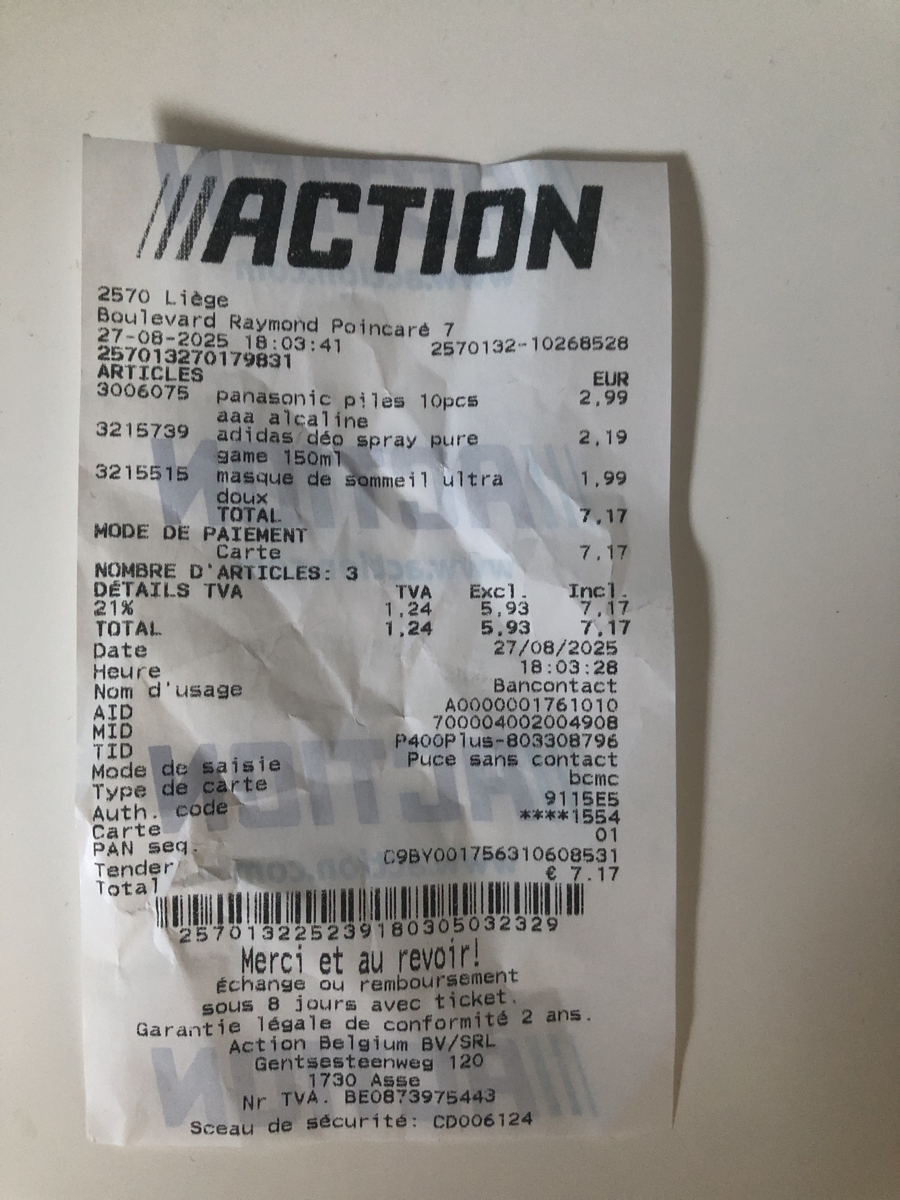 ACTION
2570 Liège
Boulevard Raymond Poincaré 7
27-08-2025 18:03:41 2570132-10268528
257013270179831
ARTICLES EUR
3006075 panasonic piles 10pcs 2,99
aaa alcaline
3215739 adidas déo spray pure 2,19
game 150ml
3215515 masque de sommeil ultra 1,99
doux
TOTAL 7,17
MODE DE PAIEMENT
Carte 7,17
NOMBRE D'ARTICLES: 3
DÉTAILS TVA TVA Excl. Incl.
21% 1,24 5,93 7,17
TOTAL 1,24 5,93 7,17
Date 27/08/2025
Heure 18:03:28
Nom d'usage Bancontact
AID A0000001761010
MID 700004002004908
TID P400Plus-803308796
Mode de saisie Puce sans contact
Type de carte bcmc
Auth. code 9115E5
Carte ****1554
PAN seq. 01
Tender C9BY001756310608531
Total € 7.17
257013225239180305032329
Merci et au revoir!
Échange ou remboursement
sous 8 jours avec ticket.
Garantie légale de conformité 2 ans.
Action Belgium BV/SRL
Gentsesteenweg 120
1730 Asse
Nr TVA. BE0873975443
Sceau de sécurité: CD006124